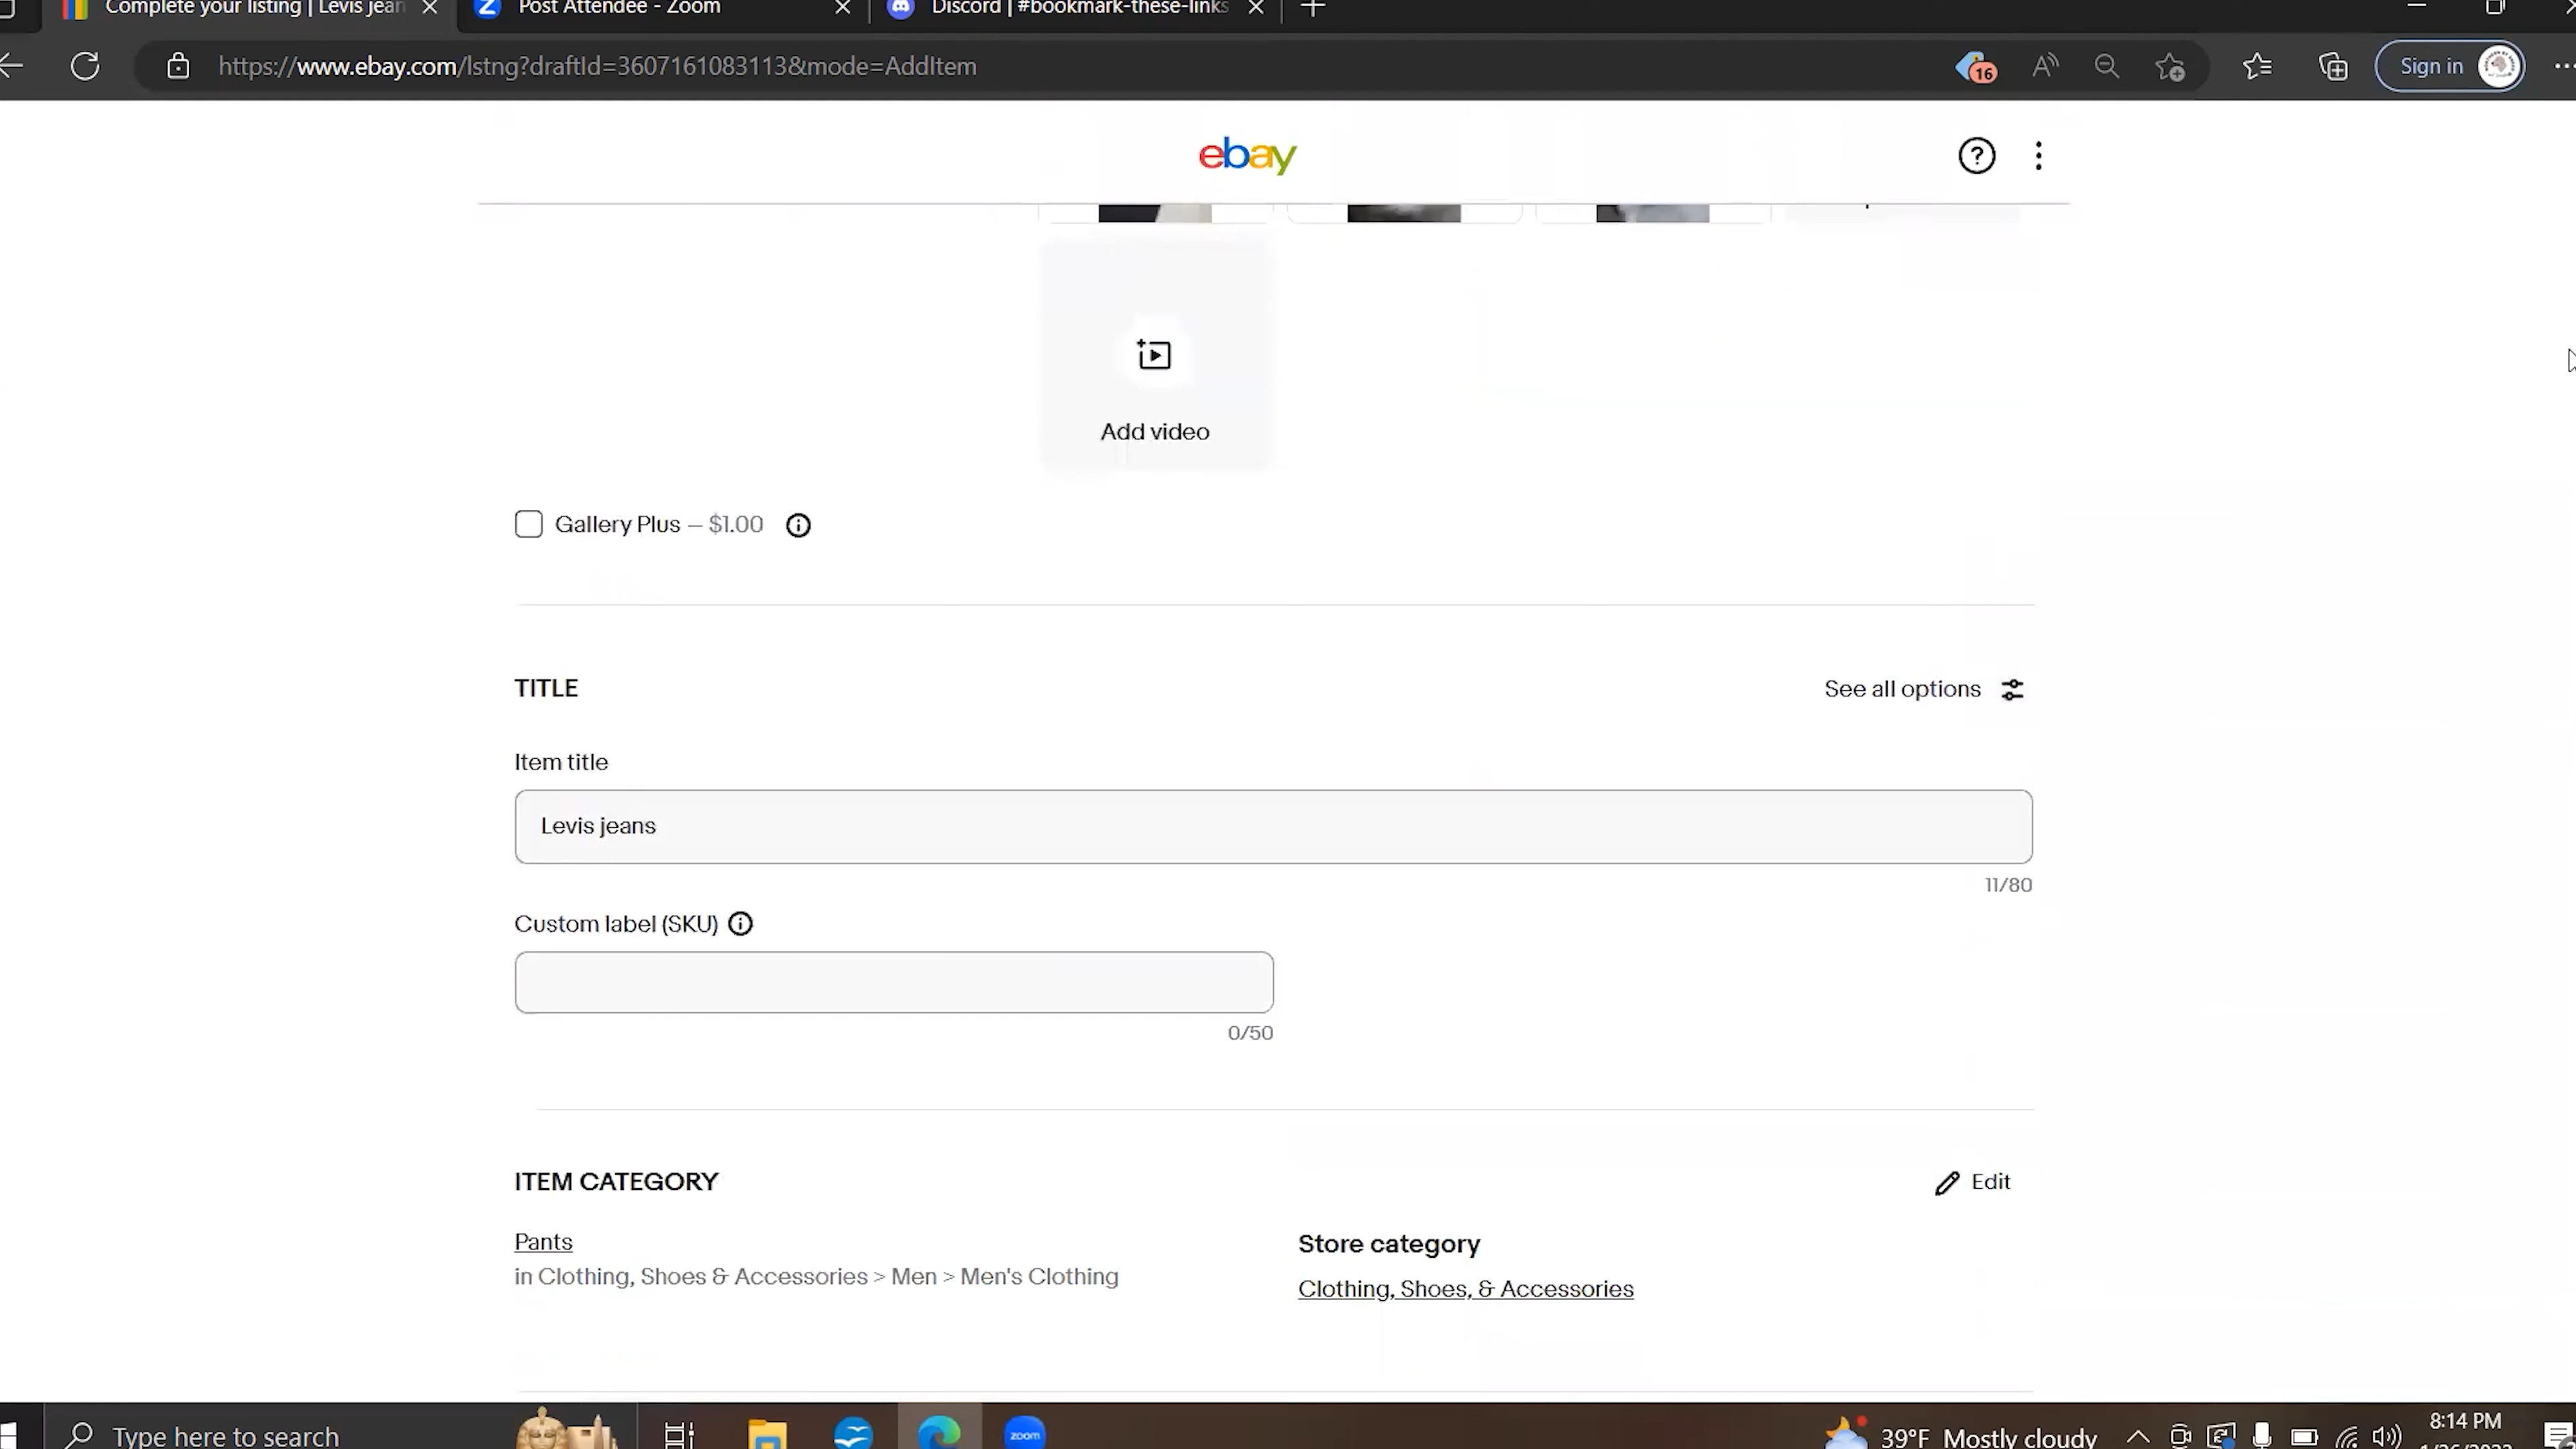 Complete your listing | Levis jean
Post Attendee - Zoom
Discord | #bookmark-these-links
https://www.ebay.com/lstng?draftId=3607161083113&mode=AddItem
16
Sign in
ebay
Add video
Gallery Plus – $1.00
TITLE
See all options
Item title
Levis jeans
11/80
Custom label (SKU)
0/50
ITEM CATEGORY
Edit
Pants
in Clothing, Shoes & Accessories > Men > Men's Clothing
Store category
Clothing, Shoes, & Accessories
Type here to search
zoom
39°F Mostly cloudy
8:14 PM